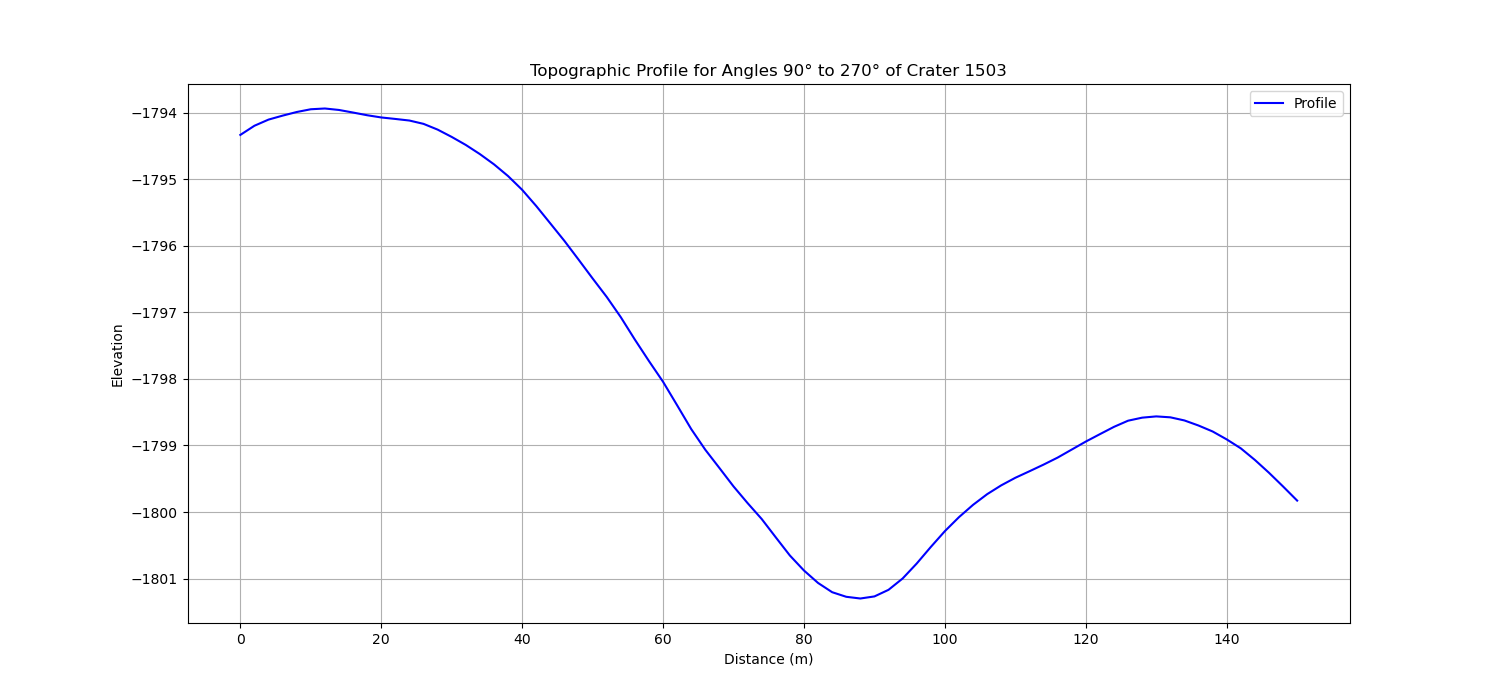 Topographic Profile for Angles 90° to 270° of Crater 1503
Profile
Elevation
−1794
−1795
−1796
−1797
−1798
−1799
−1800
−1801
0 20 40 60 80 100 120 140
Distance (m)